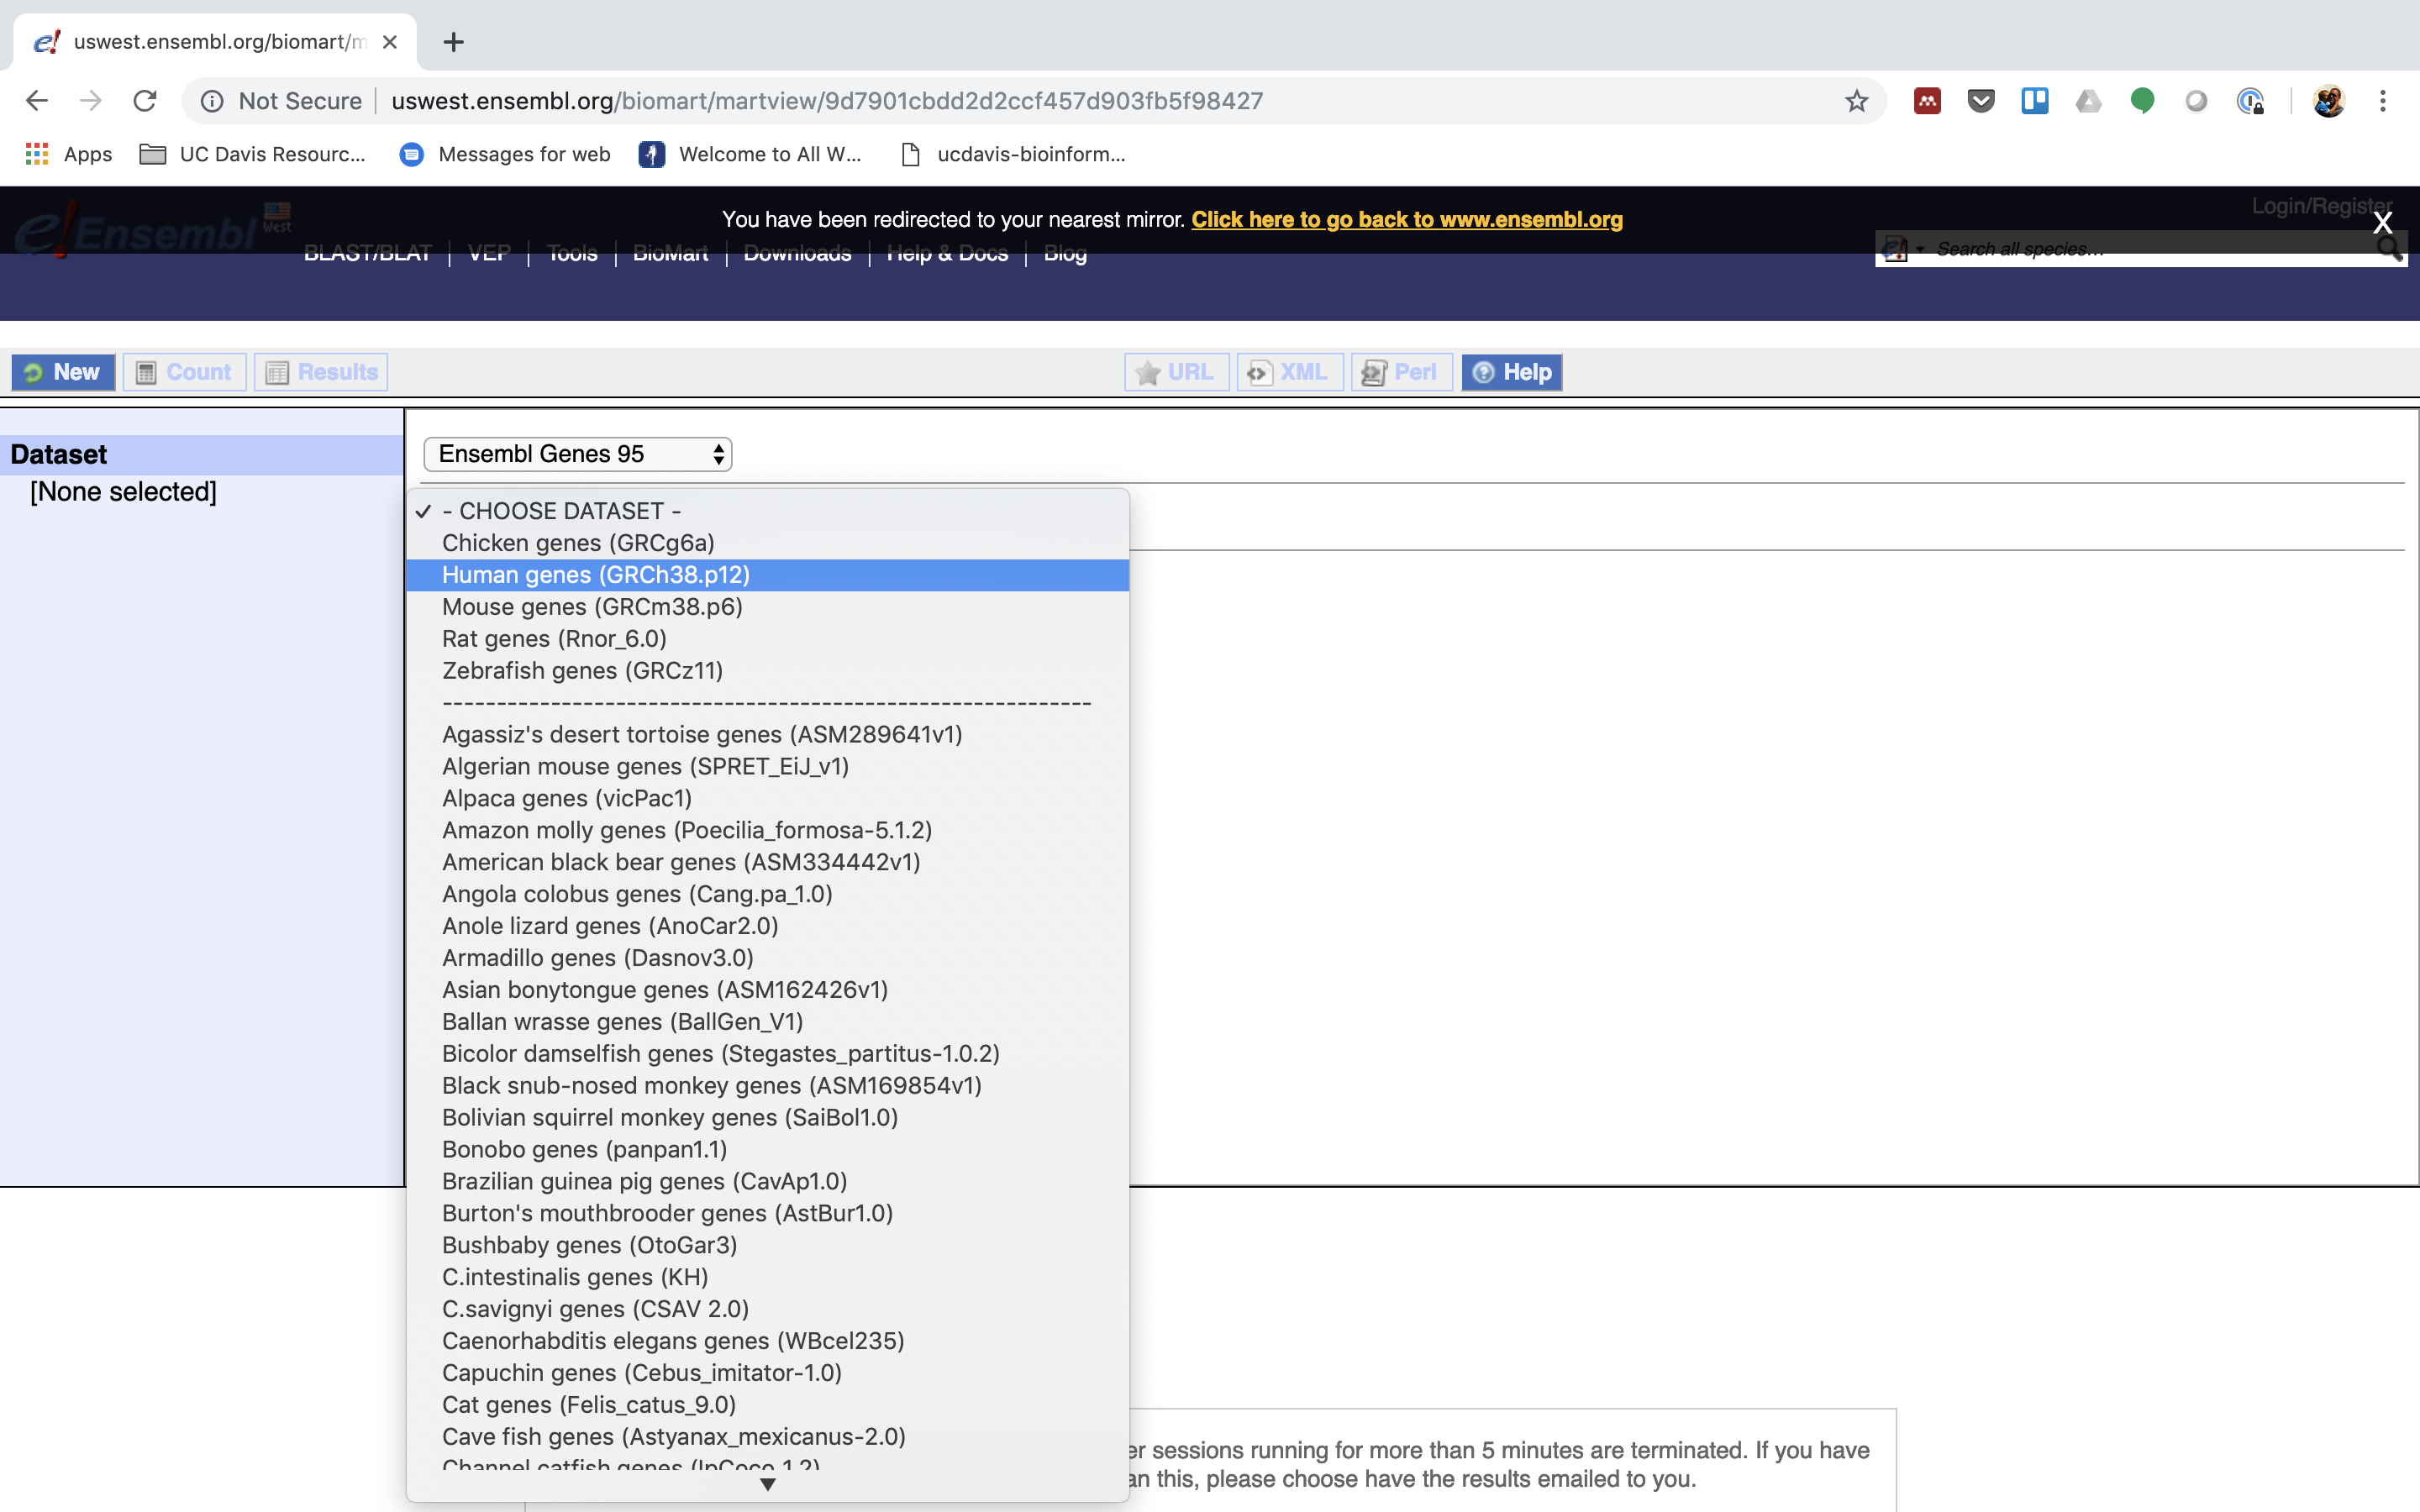 uswest.ensembl.org/biomart/m
Not Secure
uswest.ensembl.org/biomart/martview/9d7901cbdd2d2ccf457d903fb5f98427
Apps
UC Davis Resourc...
Messages for web
Welcome to All W...
ucdavis-bioinform...
e!Ensembl
West
You have been redirected to your nearest mirror. Click here to go back to www.ensembl.org
Login/Register
X
BLAST/BLAT | VEP | Tools | BioMart | Downloads | Help & Docs | Blog
Search all species...
New
Count
Results
URL
XML
Perl
Help
Dataset
[None selected]
Ensembl Genes 95
✓ - CHOOSE DATASET -
Chicken genes (GRCg6a)
Human genes (GRCh38.p12)
Mouse genes (GRCm38.p6)
Rat genes (Rnor_6.0)
Zebrafish genes (GRCz11)
------------------------------------------------------------
Agassiz's desert tortoise genes (ASM289641v1)
Algerian mouse genes (SPRET_EiJ_v1)
Alpaca genes (vicPac1)
Amazon molly genes (Poecilia_formosa-5.1.2)
American black bear genes (ASM334442v1)
Angola colobus genes (Cang.pa_1.0)
Anole lizard genes (AnoCar2.0)
Armadillo genes (Dasnov3.0)
Asian bonytongue genes (ASM162426v1)
Ballan wrasse genes (BallGen_V1)
Bicolor damselfish genes (Stegastes_partitus-1.0.2)
Black snub-nosed monkey genes (ASM169854v1)
Bolivian squirrel monkey genes (SaiBol1.0)
Bonobo genes (panpan1.1)
Brazilian guinea pig genes (CavAp1.0)
Burton's mouthbrooder genes (AstBur1.0)
Bushbaby genes (OtoGar3)
C.intestinalis genes (KH)
C.savignyi genes (CSAV 2.0)
Caenorhabditis elegans genes (WBcel235)
Capuchin genes (Cebus_imitator-1.0)
Cat genes (Felis_catus_9.0)
Cave fish genes (Astyanax_mexicanus-2.0)
Channel catfish genes (IpCoco_1.2)
er sessions running for more than 5 minutes are terminated. If you have
an this, please choose have the results emailed to you.